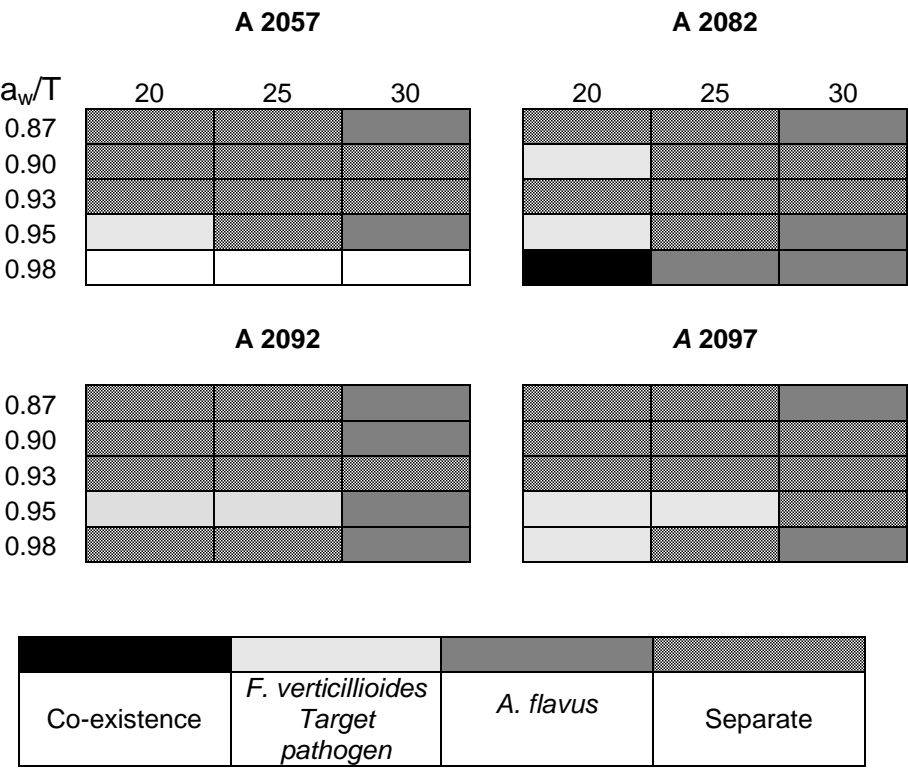 A 2057 A 2082
aw/T 20 25 30 20 25 30
0.87
0.90
0.93
0.95
0.98
A 2092 A 2097
0.87
0.90
0.93
0.95
0.98
Co-existence F. verticillioides Target pathogen A. flavus Separate